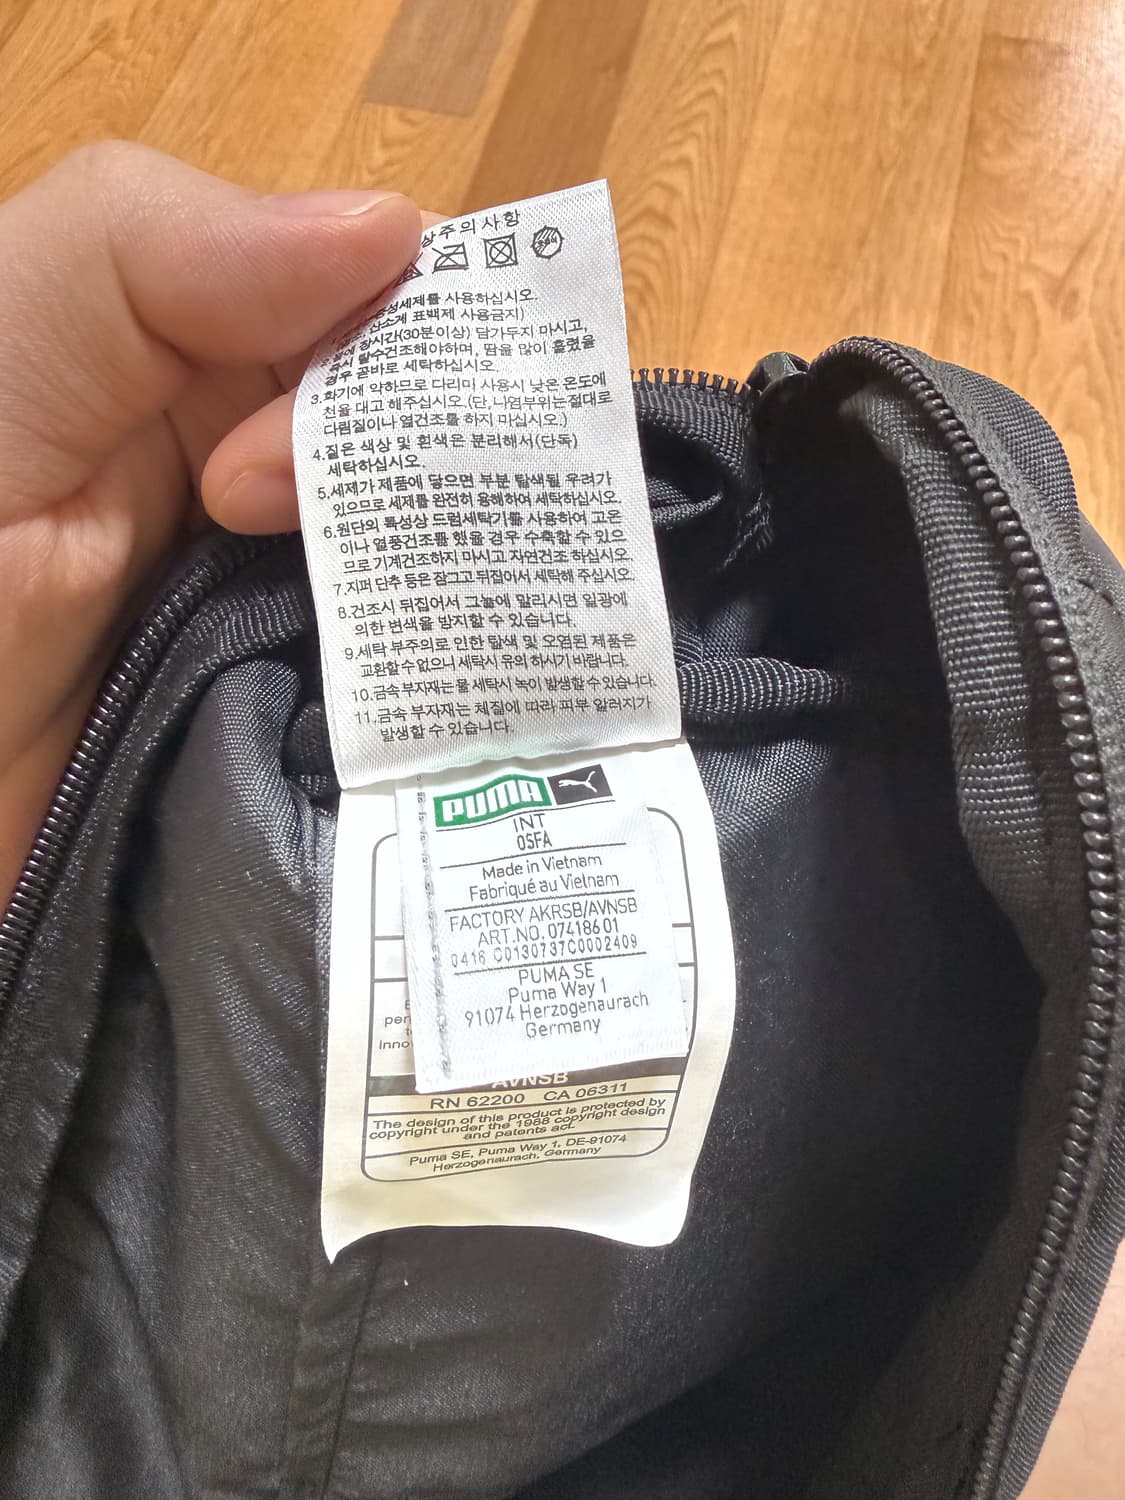 상주의사항
중성세제를 사용하십시오.
산소계 표백제 사용금지)
장시간(30분이상) 담가두지 마시고,
즉시 탈수건조해야하며, 땀을 많이 흘렸을
경우 곧바로 세탁하십시오.
3.화기에 약하므로 다리미 사용시 낮은 온도에
천을 대고 해주십시오.(단,나염부위는절대로
다림질이나 열건조를 하지 마십시오.)
4.짙은 색상 및 흰색은 분리해서(단독)
세탁하십시오.
5.세제가 제품에 닿으면 부분 탈색될 우려가
있으므로 세제를 완전히 용해하여 세탁하십시오.
6.원단의 특성상 드럼세탁기를 사용하여 고온
이나 열풍건조를 했을 경우 수축할 수 있으
므로 기계건조하지 마시고 자연건조 하십시오
7.지퍼 단추 등은 잠그고 뒤집어서 세탁해 주십시오.
8.건조시 뒤집어서 그늘에 말리시면 일광에
의한 변색을 방지할 수 있습니다.
9.세탁 부주의로 인한 탈색 및 오염된 제품은
교환할 수 없으니 세탁시 유의 하시기 바랍니다.
10.금속 부자재는 물 세탁시 녹이 발생할 수 있습니다.
11.금속 부자재는 체질에 따라 피부 알러지가
발생할 수 있습니다.
PUMA
INT
OSFA
Made in Vietnam
Fabriqué au Vietnam
FACTORY AKRSB/AVNSB
ART.NO. 074186 01
0416 C0130737C0002409
PUMA SE
Puma Way 1
91074 Herzogenaurach
Germany
AVNSB
RN 62200 CA 06311
The design of this product is protected by
copyright under the 1988 copyright design
and patents act.
Puma SE, Puma Way 1, DE-91074
Herzogenaurach, Germany